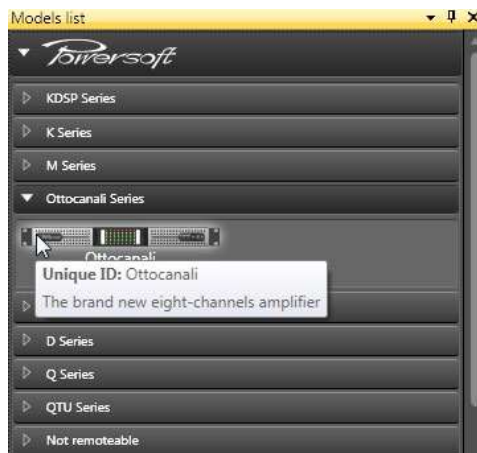 Models list
Powersoft
KDSP Series
K Series
M Series
Ottocanali Series
Ottocanali
Unique ID: Ottocanali
The brand new eight-channels amplifier
D Series
Q Series
QTU Series
Not remoteable